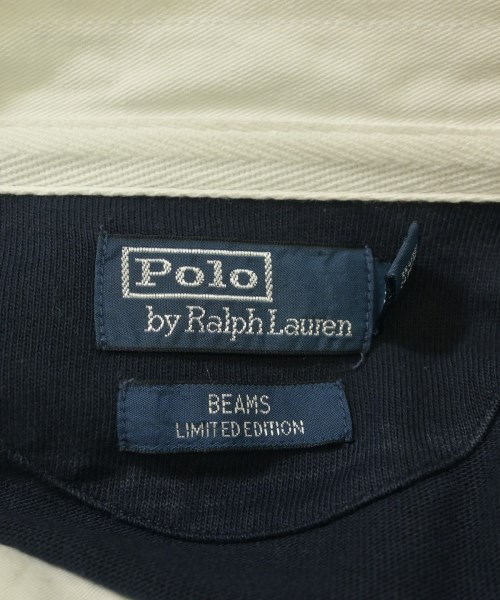 Polo
by Ralph Lauren
BEAMS
LIMITED EDITION